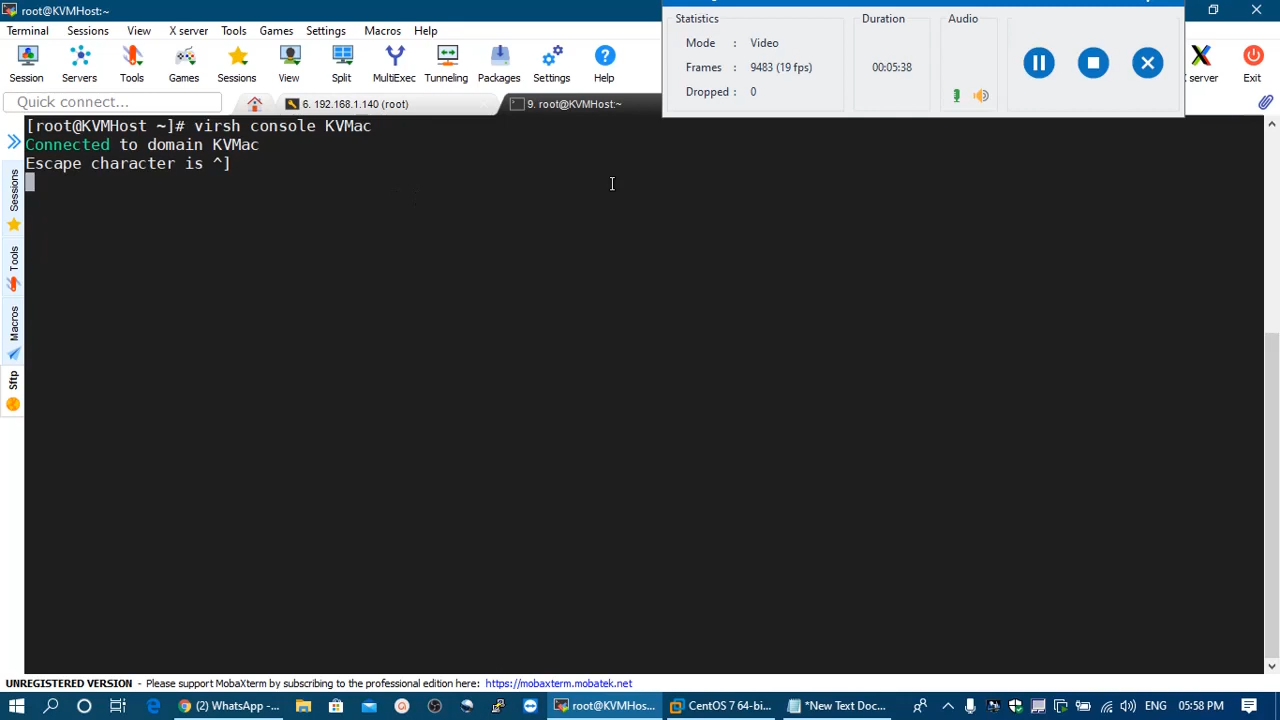 root@KVMHost:~
Terminal Sessions View X server Tools Games Settings Macros Help
Session Servers Tools Games Sessions View Split MultiExec Tunneling Packages Settings Help
server Exit
Statistics
Mode : Video
Frames : 9483 (19 fps)
Dropped : 0
Duration
00:05:38
Audio
Quick connect...
6. 192.168.1.140 (root)
9. root@KVMHost:~
[root@KVMHost ~]# virsh console KVMac
Connected to domain KVMac
Escape character is ^]
Sessions
Tools
Macros
Sftp
UNREGISTERED VERSION - Please support MobaXterm by subscribing to the professional edition here: https://mobaxterm.mobatek.net
(2) WhatsApp -...
root@KVMHos...
CentOS 7 64-bi...
*New Text Doc...
ENG 05:58 PM